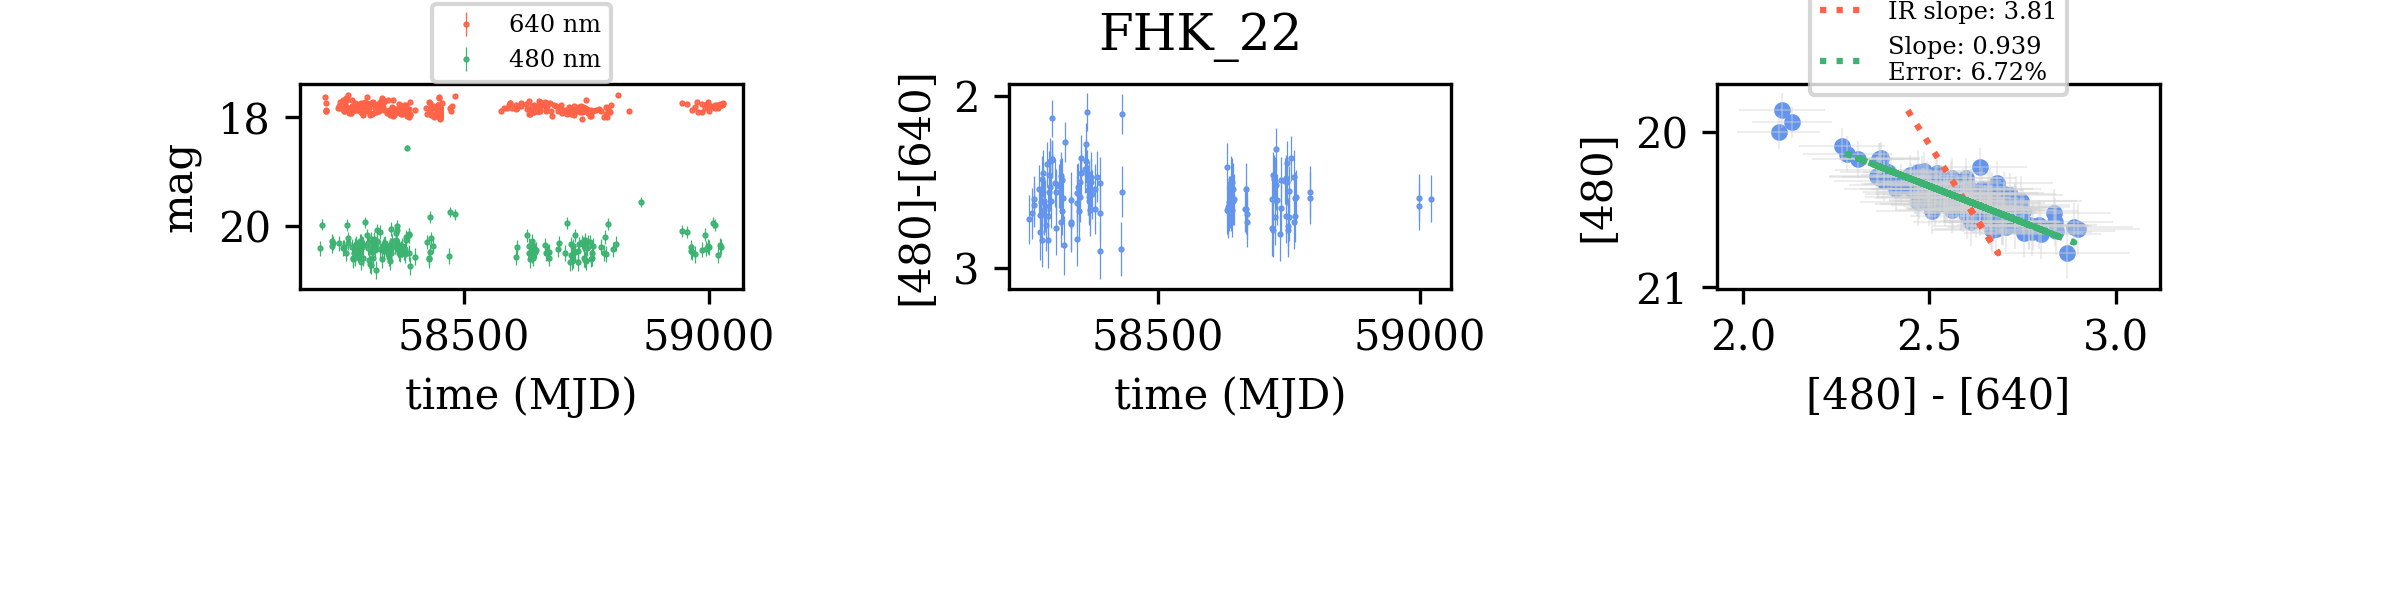 640 nm
480 nm
FHK_22
IR slope: 3.81
Slope: 0.939
Error: 6.72%
mag
18
20
58500
59000
time (MJD)
[480]-[640]
2
3
58500
59000
time (MJD)
[480]
20
21
2.0
2.5
3.0
[480] - [640]